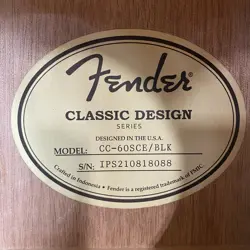 Fender
CLASSIC DESIGN
SERIES
DESIGNED IN THE U.S.A.
MODEL: CC-60SCE/BLK
S/N: IPS210818088
Crafted in Indonesia • Fender is a registered trademark of FMIC.